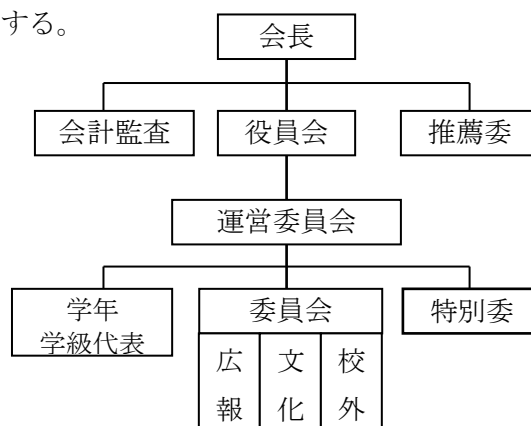 する。
会長
会計監査
役員会
推薦委
運営委員会
学年
学級代表
委員会
特別委
広報
文化
校外